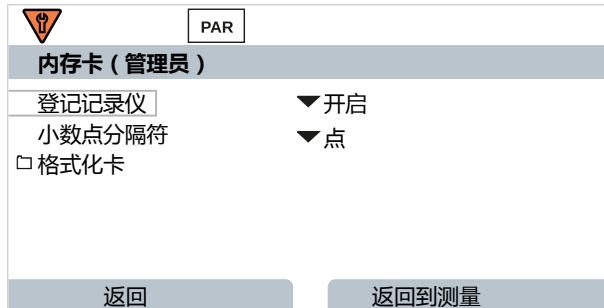 PAR
内存卡（管理员）
登记记录仪 开启
小数点分隔符 点
格式化卡
返回 返回到测量